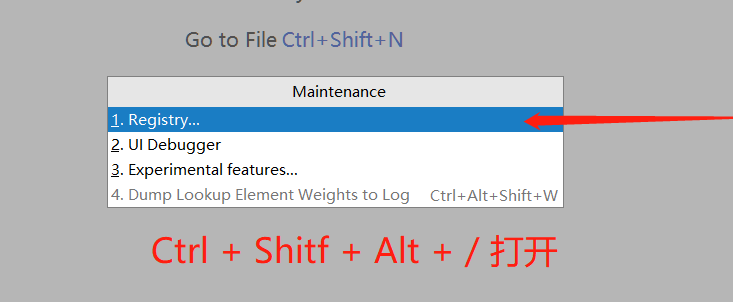 Go to File Ctrl+Shift+N
Maintenance
1. Registry...
2. UI Debugger
3. Experimental features...
4. Dump Lookup Element Weights to Log Ctrl+Alt+Shift+W
Ctrl + Shitf + Alt + / 打开